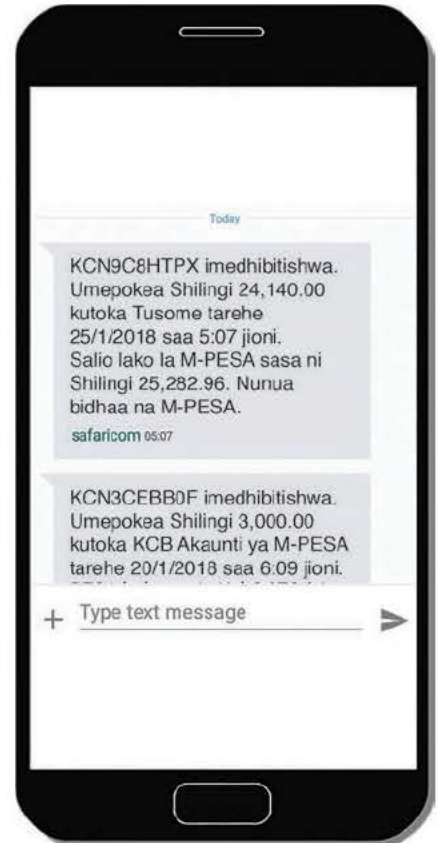 Today
KCN9C8HTPX imedhibitishwa.
Umepokea Shilingi 24,140.00
kutoka Tusome tarehe
25/1/2018 saa 5:07 jioni.
Salio lako la M-PESA sasa ni
Shilingi 25,282.96. Nunua
bidhaa na M-PESA.
safaricom 05:07
KCN3CEBB0F imedhibitishwa.
Umepokea Shilingi 3,000.00
kutoka KCB Akaunti ya M-PESA
tarehe 20/1/2018 saa 6:09 jioni.
+ Type text message